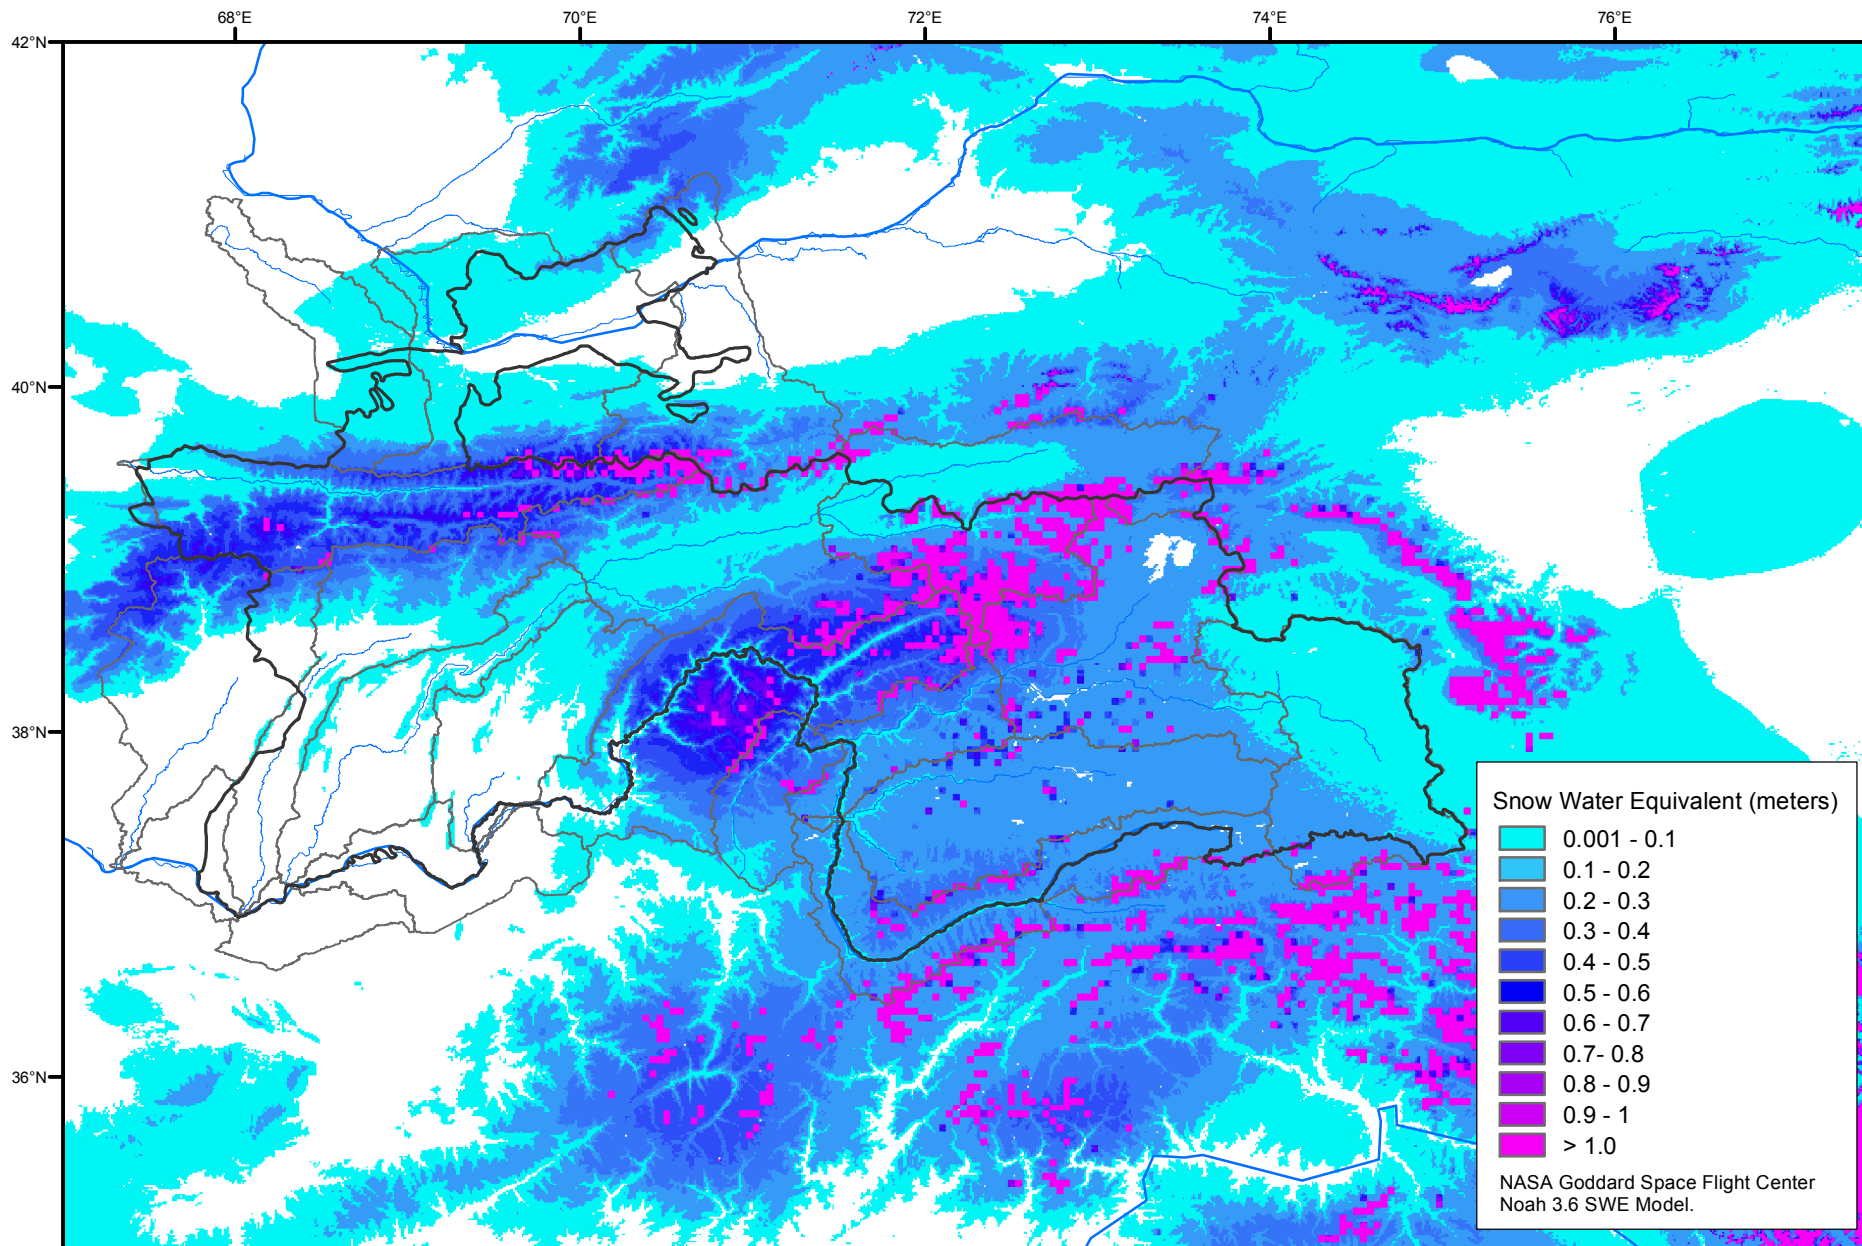 68°E 70°E 72°E 74°E 76°E
42°N
40°N
38°N
36°N
Snow Water Equivalent (meters)
0.001 - 0.1
0.1 - 0.2
0.2 - 0.3
0.3 - 0.4
0.4 - 0.5
0.5 - 0.6
0.6 - 0.7
0.7- 0.8
0.8 - 0.9
0.9 - 1
> 1.0
NASA Goddard Space Flight Center
Noah 3.6 SWE Model.